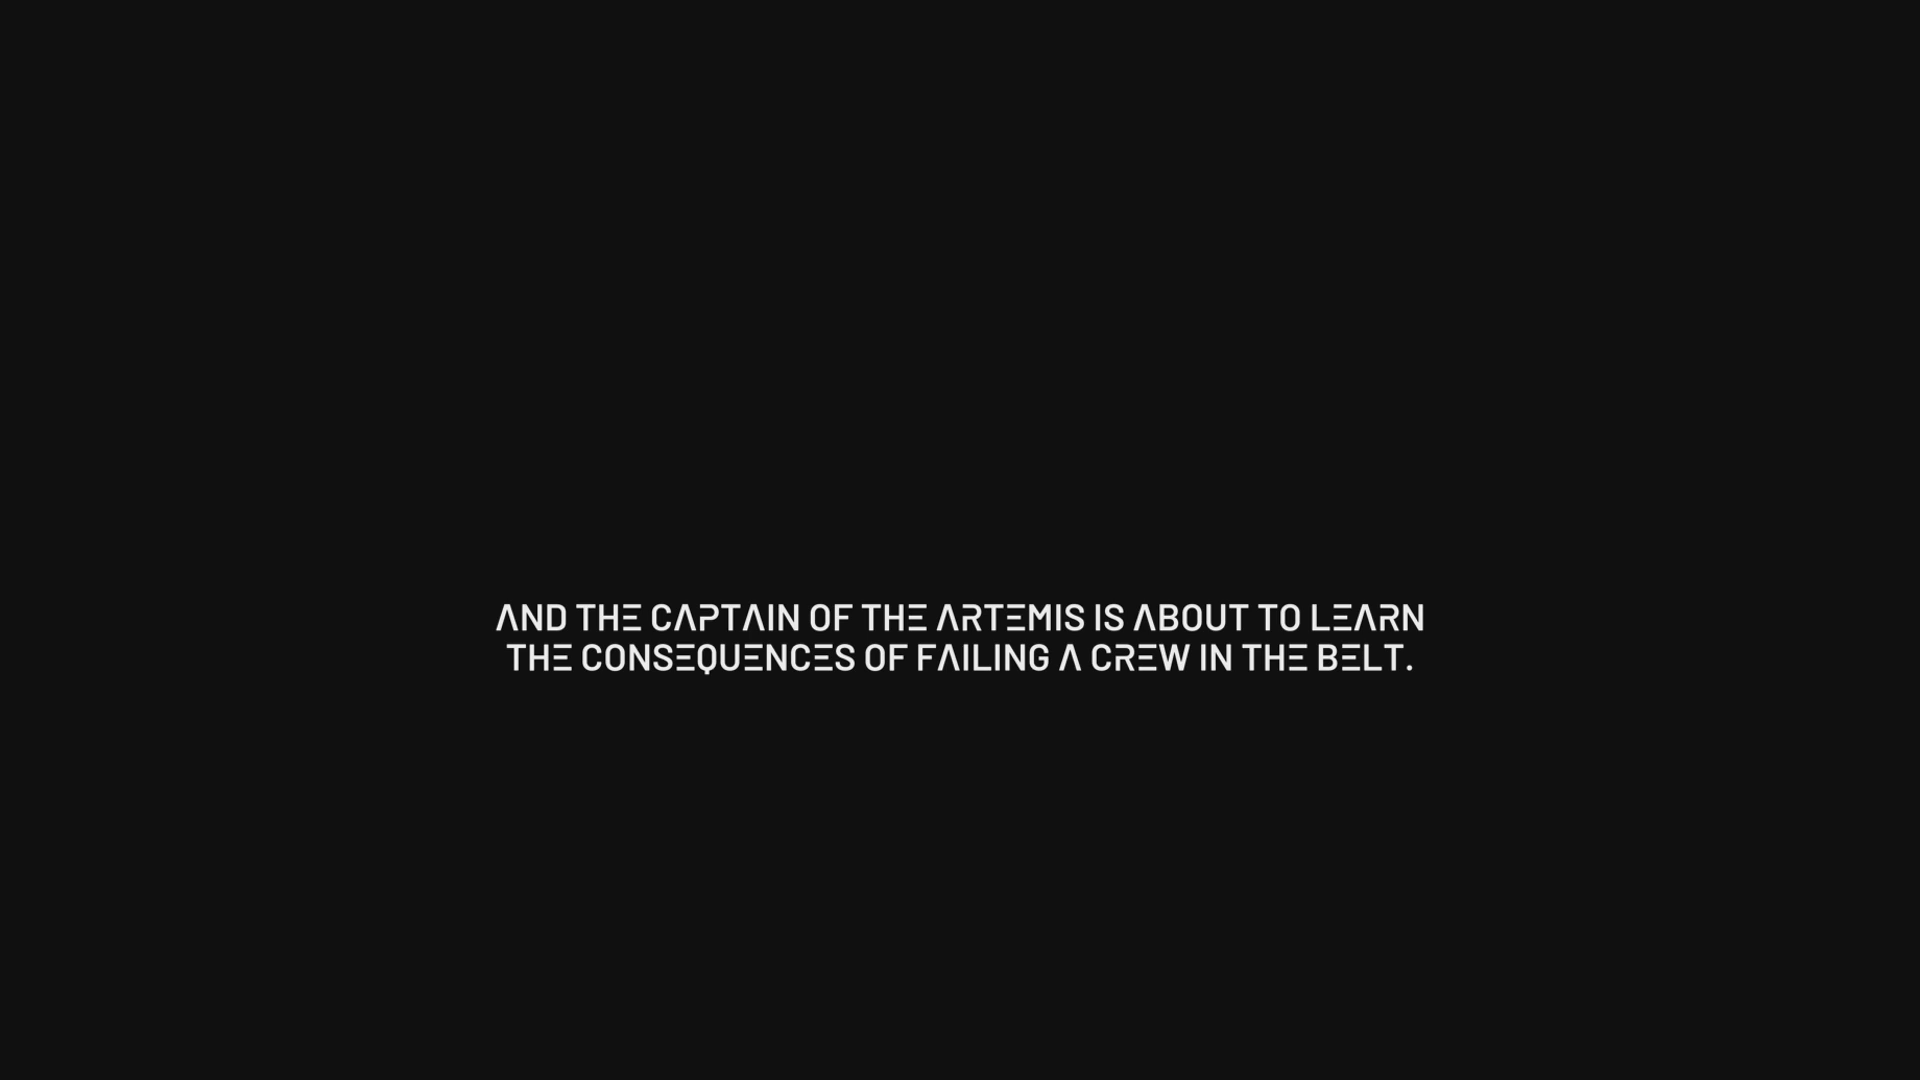 AND THE CAPTAIN OF THE ARTEMIS IS ABOUT TO LEARN
THE CONSEQUENCES OF FAILING A CREW IN THE BELT.